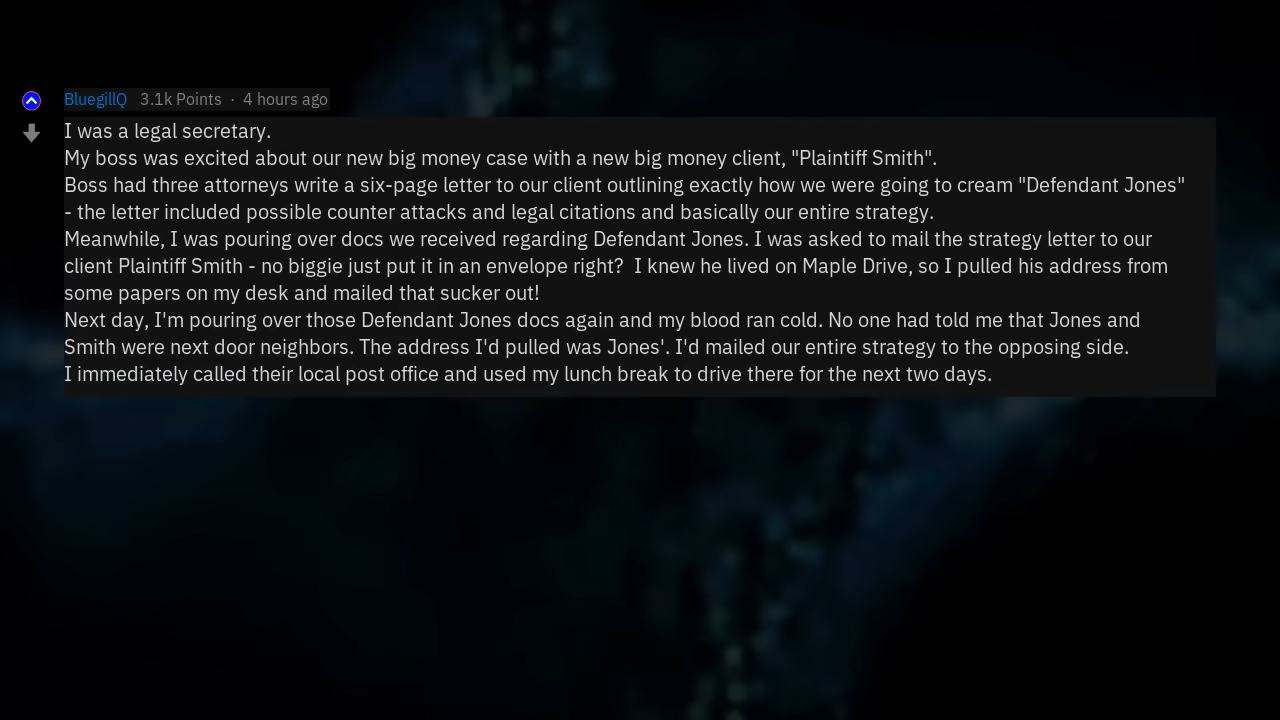 BluegillQ 3.1k Points · 4 hours ago
I was a legal secretary.
My boss was excited about our new big money case with a new big money client, "Plaintiff Smith".
Boss had three attorneys write a six-page letter to our client outlining exactly how we were going to cream "Defendant Jones"
- the letter included possible counter attacks and legal citations and basically our entire strategy.
Meanwhile, I was pouring over docs we received regarding Defendant Jones. I was asked to mail the strategy letter to our
client Plaintiff Smith - no biggie just put it in an envelope right?  I knew he lived on Maple Drive, so I pulled his address from
some papers on my desk and mailed that sucker out!
Next day, I'm pouring over those Defendant Jones docs again and my blood ran cold. No one had told me that Jones and
Smith were next door neighbors. The address I'd pulled was Jones'. I'd mailed our entire strategy to the opposing side.
I immediately called their local post office and used my lunch break to drive there for the next two days.